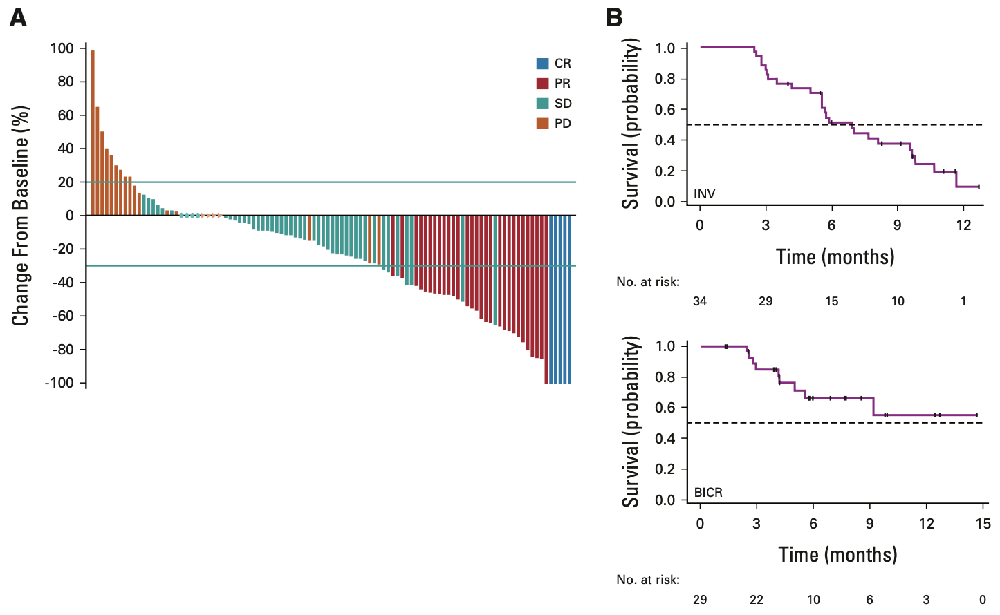 A
Change From Baseline (%)
100
80
60
40
20
0
-20
-40
-60
-80
-100
CR
PR
SD
PD
B
Survival (probability)
1.0
0.8
0.6
0.4
0.2
0.0
INV
0 3 6 9 12
Time (months)
No. at risk:
34 29 15 10 1
Survival (probability)
1.0
0.8
0.6
0.4
0.2
0.0
BICR
0 3 6 9 12 15
Time (months)
No. at risk:
29 22 10 6 3 0